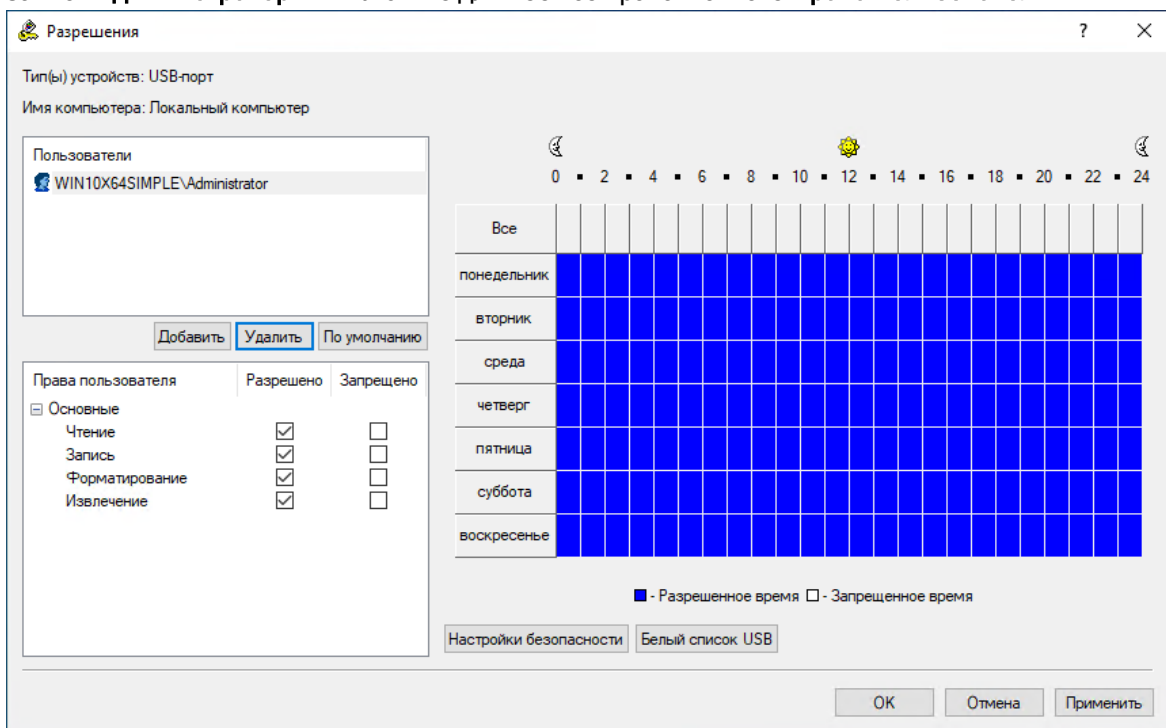 Разрешения
Тип(ы) устройств: USB-порт
Имя компьютера: Локальный компьютер
Пользователи
WIN10X64SIMPLE\Administrator
Добавить Удалить По умолчанию
Права пользователя Разрешено Запрещено
Основные
Чтение
Запись
Форматирование
Извлечение
0 2 4 6 8 10 12 14 16 18 20 22 24
Все
понедельник
вторник
среда
четверг
пятница
суббота
воскресенье
- Разрешенное время - Запрещенное время
Настройки безопасности Белый список USB
OK Отмена Применить